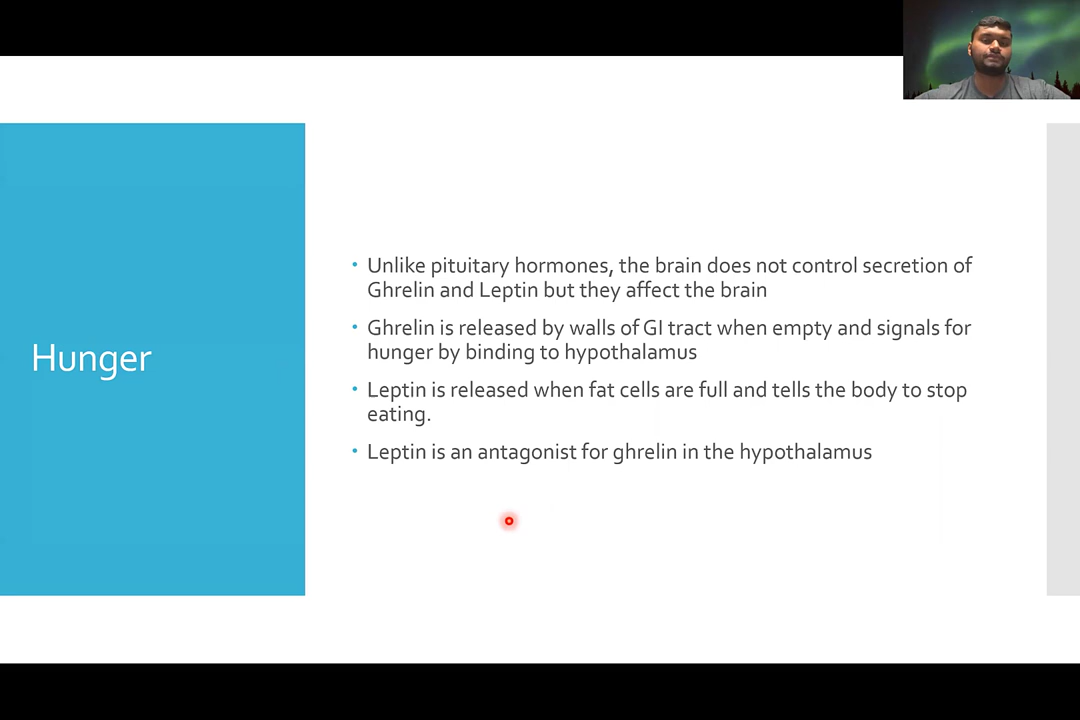 Hunger
• Unlike pituitary hormones, the brain does not control secretion of
Ghrelin and Leptin but they affect the brain
• Ghrelin is released by walls of GI tract when empty and signals for
hunger by binding to hypothalamus
• Leptin is released when fat cells are full and tells the body to stop
eating.
• Leptin is an antagonist for ghrelin in the hypothalamus